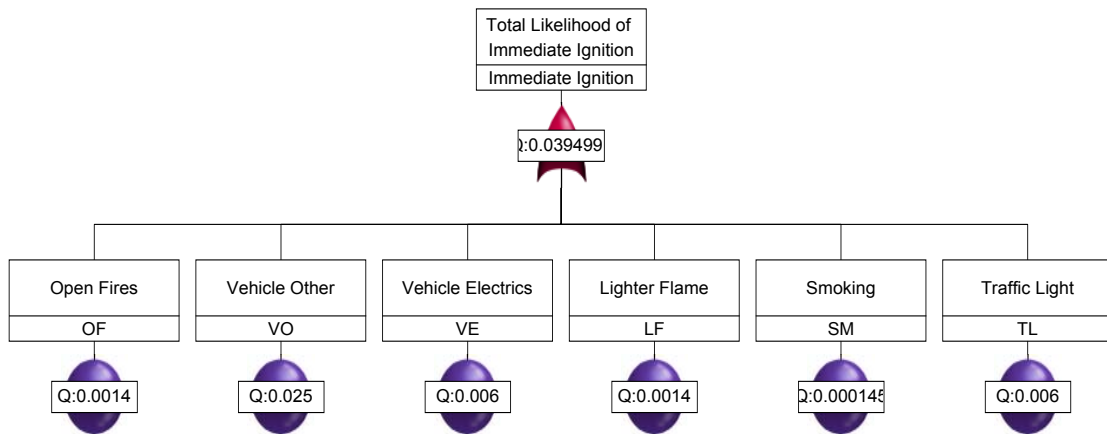 Total Likelihood of
Immediate Ignition
Immediate Ignition
Q:0.039499
Open Fires
Vehicle Other
Vehicle Electrics
Lighter Flame
Smoking
Traffic Light
OF
VO
VE
LF
SM
TL
Q:0.0014
Q:0.025
Q:0.006
Q:0.0014
Q:0.000145
Q:0.006